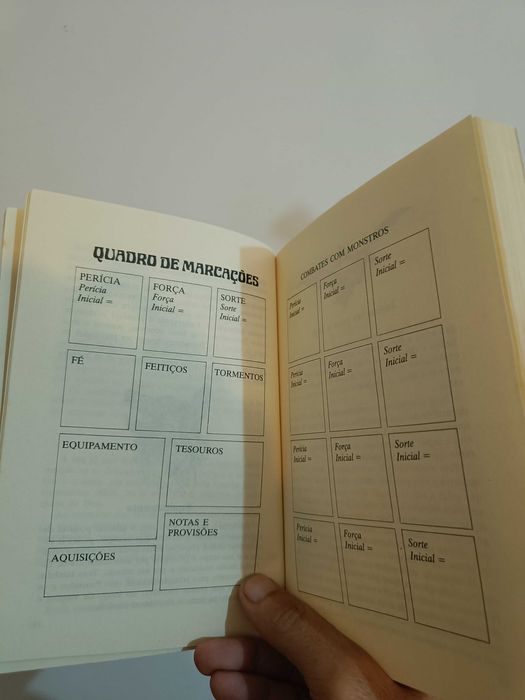 QUADRO DE MARCAÇÕES
PERÍCIA
Perícia
Inicial =
FORÇA
Força
Inicial =
SORTE
Sorte
Inicial =
FÉ
FEITIÇOS
TORMENTOS
EQUIPAMENTO
TESOUROS
NOTAS E
PROVISÕES
AQUISIÇÕES
COMBATES COM MONSTROS
Perícia
Inicial =
Força
Inicial =
Sorte
Inicial =
Perícia
Inicial =
Força
Inicial =
Sorte
Inicial =
Perícia
Inicial =
Força
Inicial =
Sorte
Inicial =
Perícia
Inicial =
Força
Inicial =
Sorte
Inicial =